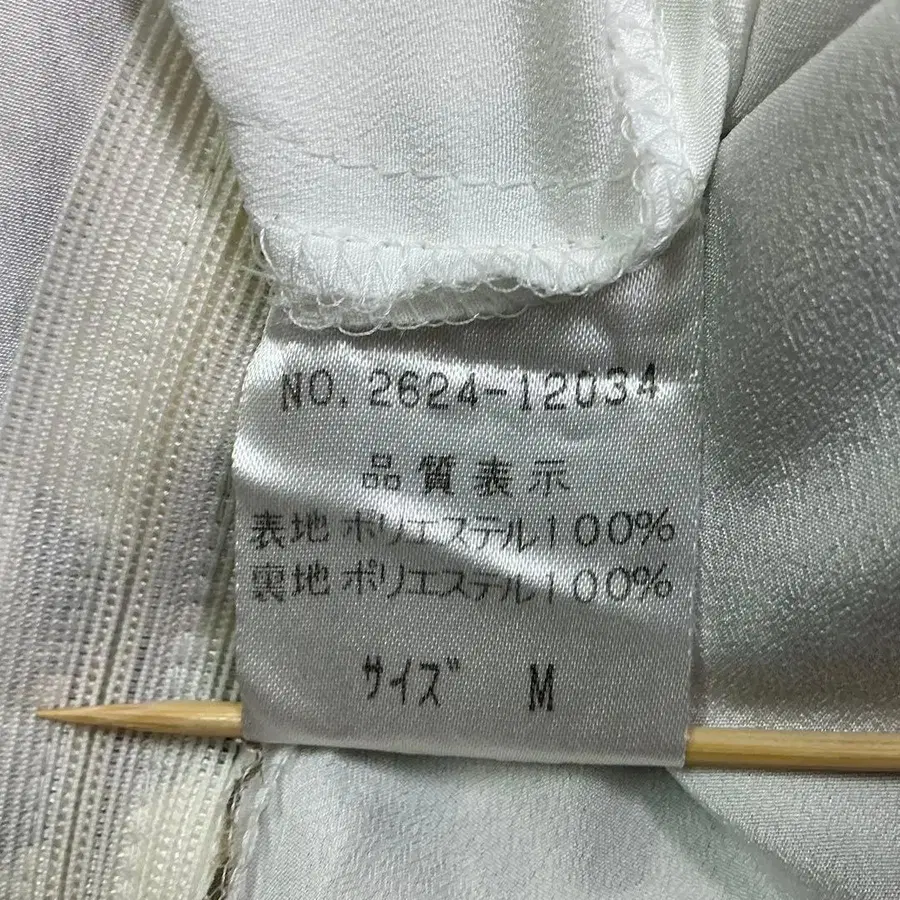 NO. 2624-12034
品質表示
表地 ポリエステル100%
裏地 ポリエステル100%
サイズ M